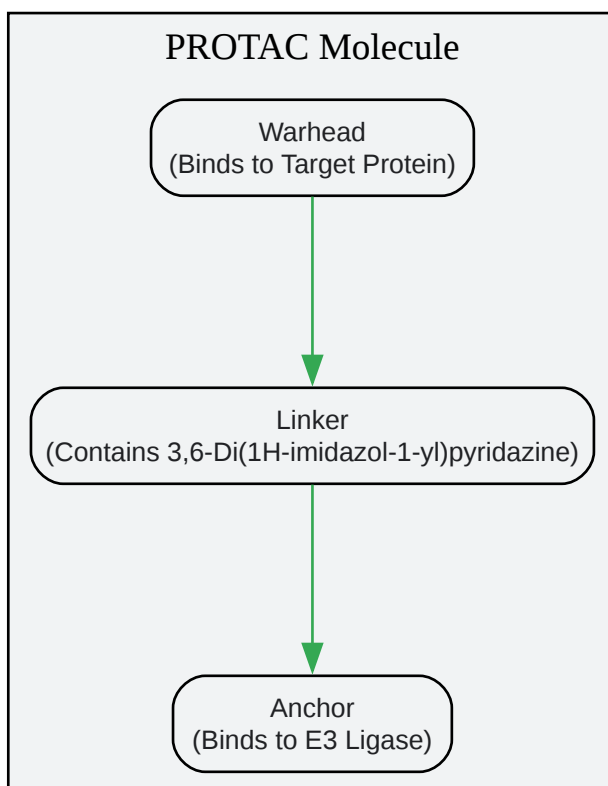 PROTAC Molecule
Warhead
(Binds to Target Protein)
Linker
(Contains 3,6-Di(1H-imidazol-1-yl)pyridazine)
Anchor
(Binds to E3 Ligase)